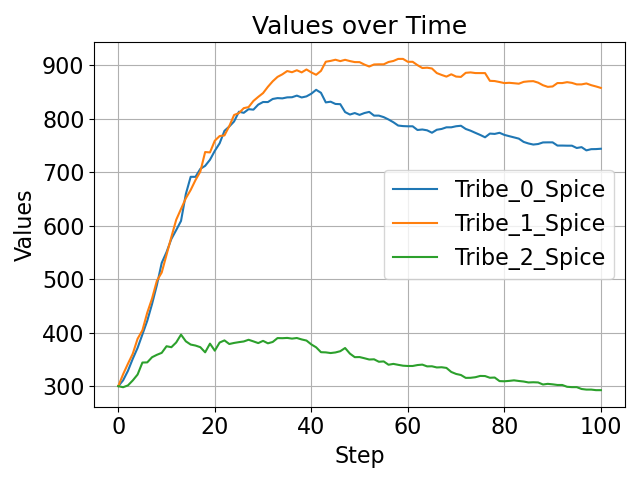 Values over Time
Values
900
800
700
600
500
400
300
Tribe_0_Spice
Tribe_1_Spice
Tribe_2_Spice
0 20 40 60 80 100
Step